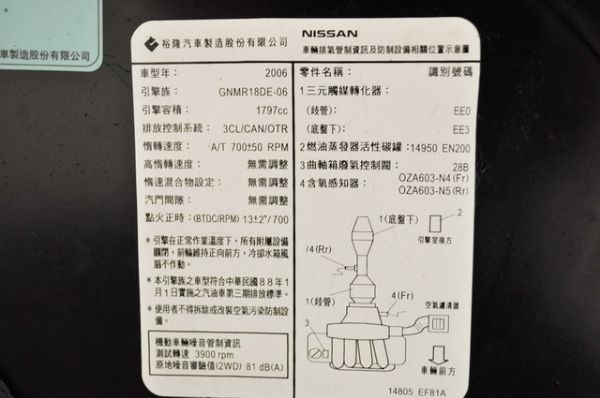 車製造股份有限公司
裕隆汽車製造股份有限公司
車型年： 2006
引擎族： GNMR18DE-06
引擎容積： 1797cc
排放控制系統： 3CL/CAN/OTR
惰轉速度： A/T 700±50 RPM
高惰轉速度： 無需調整
惰速混合物設定： 無需調整
汽門間隙： 無需調整
點火正時：(BTDC/RPM) 13±2°/700
*引擎在正常作業溫度下，所有附屬設備
關閉，前輪維持正向前方，冷卻水箱風
扇不作動。
*本引擎族之車型符合中華民國88年1
月1日實施之汽油車第三期排放標準。
*使用者不得拆除或改裝空氣污染防制設
備。
機動車輛噪音管制資訊
測試轉速 3900 rpm
原地噪音審驗值(2WD) 81 dB(A)
NISSAN
車輛排氣管制資訊及防制設備相關位置示意圖
零件名稱： 識別號碼
1三元觸媒轉化器：
(歧管)： EE0
(底盤下)： EE3
2燃油蒸發器活性碳罐：14950 EN200
3曲軸箱廢氣控制閥： 28B
4含氧感知器： OZA603-N4(Fr)
OZA603-N5(Rr)
1(底盤下)
2
引擎室後方
4(Rr)
1(歧管)
4(Fr)
空氣濾清器
3
車輛前方
14805 EF81A